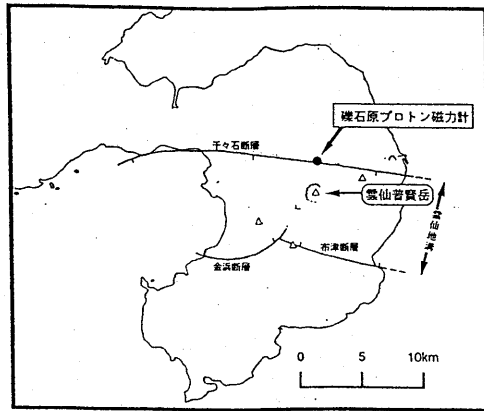 礫石原プロトン磁力計
千々石断層
雲仙普賢岳
雲仙地溝
布津断層
金浜断層
0 5 10km